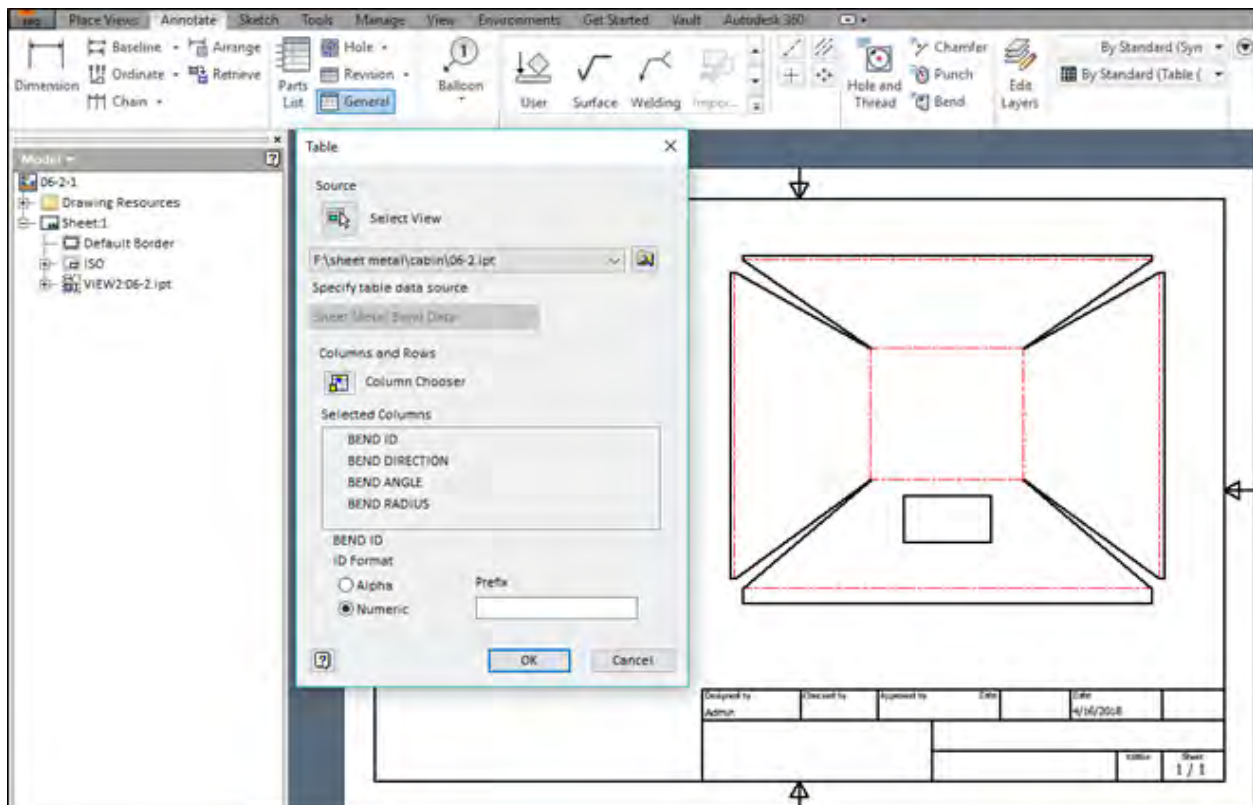 PRO Place Views Annotate Sketch Tools Manage View Environments Get Started Vault Autodesk 360
Baseline Arrange Hole Chamfer By Standard (Syn
Ordinate Retrieve Revision Punch By Standard (Table (
Dimension Chain Parts List General Balloon User Surface Welding Impor... Hole and Thread Bend Edit Layers
Model
06-2-1
Drawing Resources
Sheet:1
Default Border
ISO
VIEW2:06-2.ipt
Table
Source
Select View
F:\sheet metal\cabin\06-2.ipt
Specify table data source
Sheet Metal Bend Data
Columns and Rows
Column Chooser
Selected Columns
BEND ID
BEND DIRECTION
BEND ANGLE
BEND RADIUS
BEND ID
ID Format
Alpha
Prefix
Numeric
OK Cancel
Designed by Checked by Approved by Date Date
Admin 4/16/2018
Edition Sheet
1 / 1